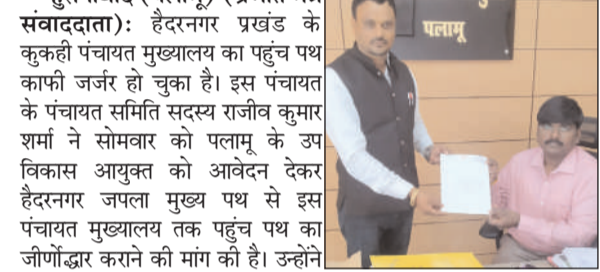 संवाददाता): हैदरनगर प्रखंड के
कुकही पंचायत मुख्यालय का पहुंच पथ
काफी जर्जर हो चुका है। इस पंचायत
के पंचायत समिति सदस्य राजीव कुमार
शर्मा ने सोमवार को पलामू के उप
विकास आयुक्त को आवेदन देकर
हैदरनगर जपला मुख्य पथ से इस
पंचायत मुख्यालय तक पहुंच पथ का
जीर्णोद्धार कराने की मांग की है। उन्होंने
पलामू